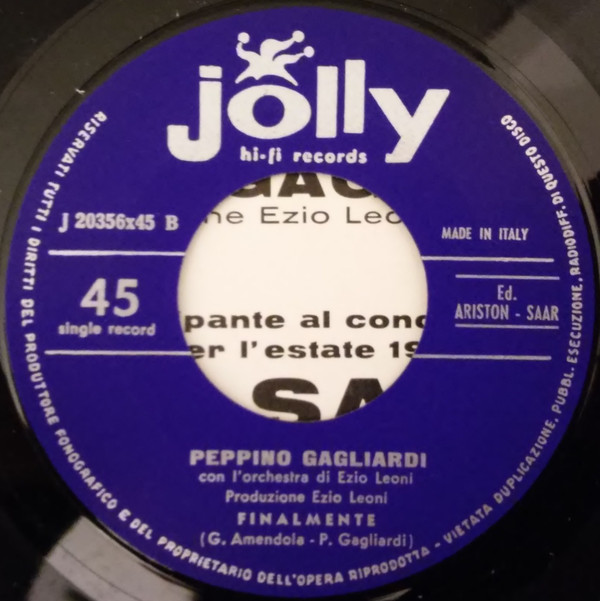 jolly
hi-fi records
J 20356x45 B
MADE IN ITALY
45
single record
Ed.
ARISTON - SAAR
ne Ezio Leo
pante al conc
er l'estate 19
SA
PEPPINO GAGLIARDI
con l'orchestra di Ezio Leoni
Produzione Ezio Leoni
FINALMENTE
(G. Amendola - P. Gagliardi)
RISERVATI TUTTI I DIRITTI DEL PRODUTTORE FONOGRAFICO E DEL PROPRIETARIO DELL'OPERA RIPRODOTTA - VIETATA DUPLICAZIONE, PUBBL. ESECUZIONE, RADIODIFF. DI QUESTO DISCO